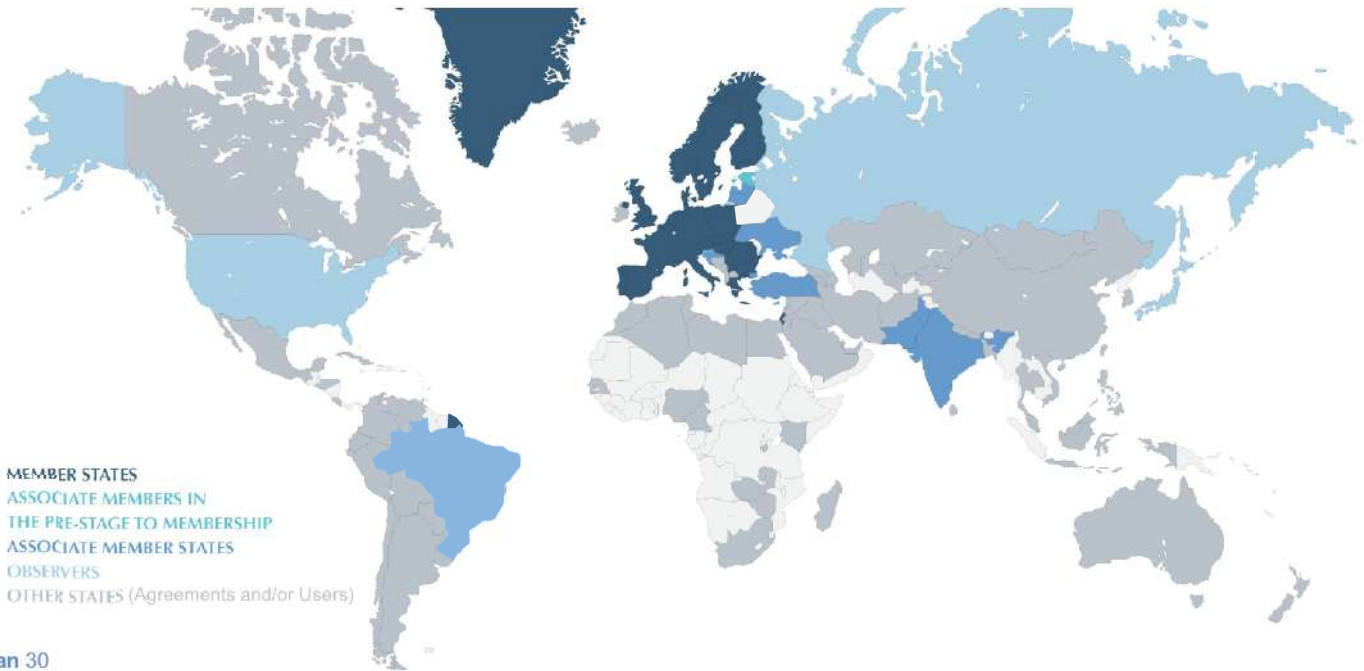 MEMBER STATES
ASSOCIATE MEMBERS IN
THE PRE-STAGE TO MEMBERSHIP
ASSOCIATE MEMBER STATES
OBSERVERS
OTHER STATES (Agreements and/or Users)
an 30